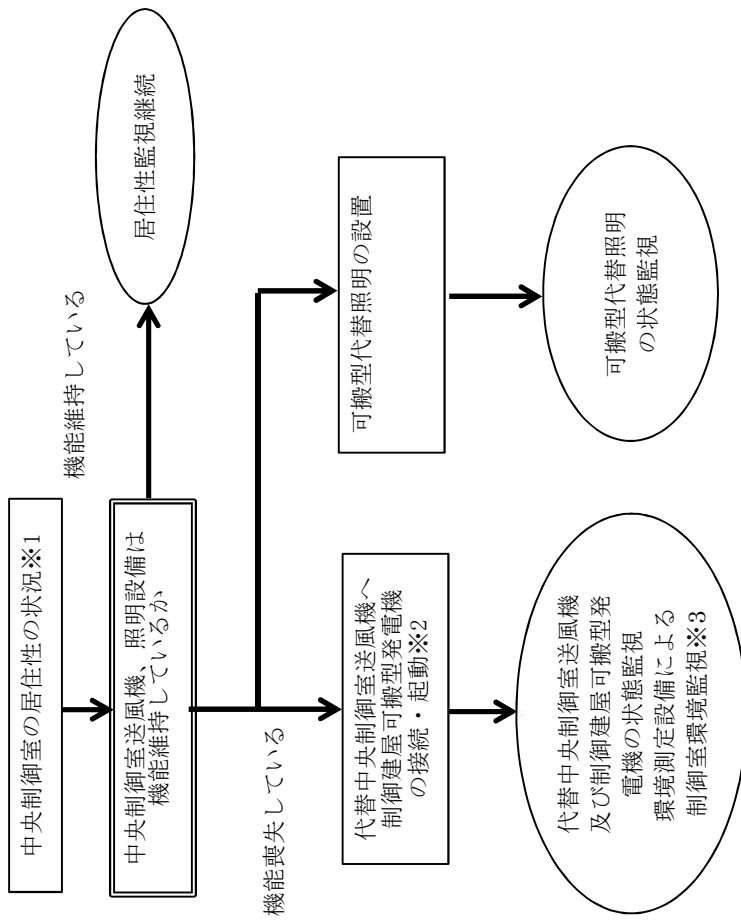 中央制御室の居住性の状況※1
中央制御室送風機、照明設備は
機能維持しているか
機能維持している
居住性監視継続
機能喪失している
代替中央制御室送風機へ
制御建屋可搬型発電機
の接続・起動※2
可搬型代替照明の設置
代替中央制御室送風機
及び制御建屋可搬型発
電機の状態監視
環境測定設備による
制御室環境監視※3
可搬型代替照明
の状態監視